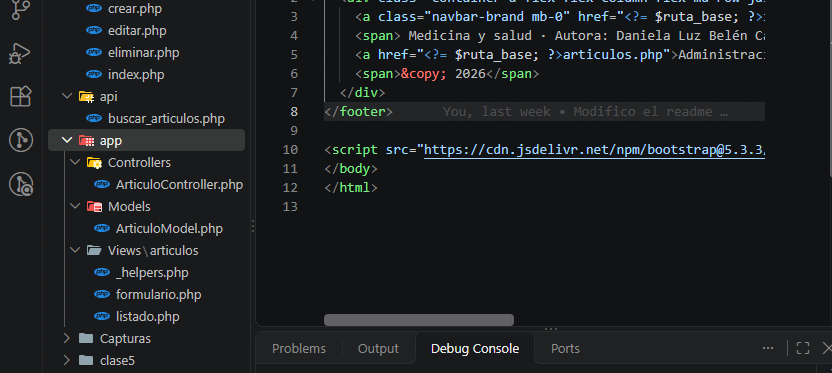 crear.php
editar.php
eliminar.php
index.php
api
buscar_articulos.php
app
Controllers
ArticuloController.php
Models
ArticuloModel.php
Views\articulos
_helpers.php
formulario.php
listado.php
Capturas
clase5
3 <a class="navbar-brand mb-0" href="<?= $ruta_base; ?>i
4 <span> Medicina y salud · Autora: Daniela Luz Belén Ca
5 <a href="<?= $ruta_base; ?>articulos.php">Administraci
6 <span>&copy; 2026</span>
7 </div>
8 </footer> You, last week • Modifico el readme …
9
10 <script src="https://cdn.jsdelivr.net/npm/bootstrap@5.3.3/
11 </body>
12 </html>
13
Problems Output Debug Console Ports